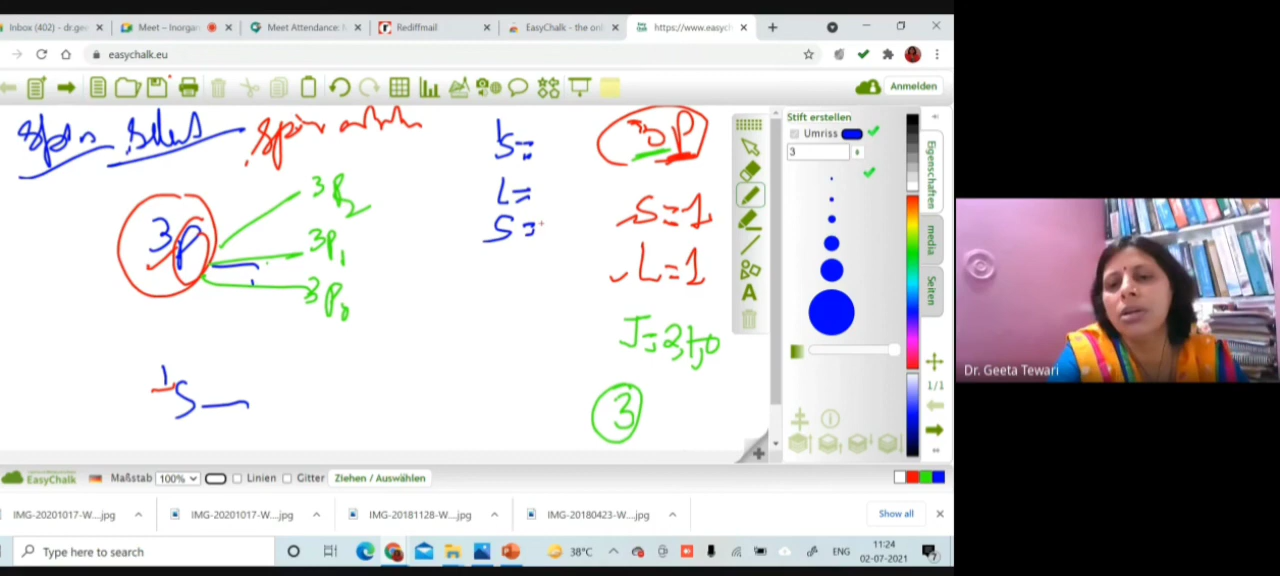 Inbox (402) - dr.gee
Meet – Inorgan
Meet Attendance: M
Rediffmail
EasyChalk - the onl
https://www.easych
easychalk.eu
Anmelden
Stift erstellen
Umriss
3
Eigenschaften
media
Seiten
1/1
3P
3P2
3P1
3P0
1S
S=
L=
S=
3P
S=1
L=1
J=2,1,0
3
Dr. Geeta Tewari
EasyChalk
Maßstab 100% Linien Gitter Ziehen / Auswählen
IMG-20201017-W....jpg
IMG-20201017-W....jpg
IMG-20181128-W....jpg
IMG-20180423-W....jpg
Show all
Type here to search
38°C
ENG
11:24
02-07-2021
7